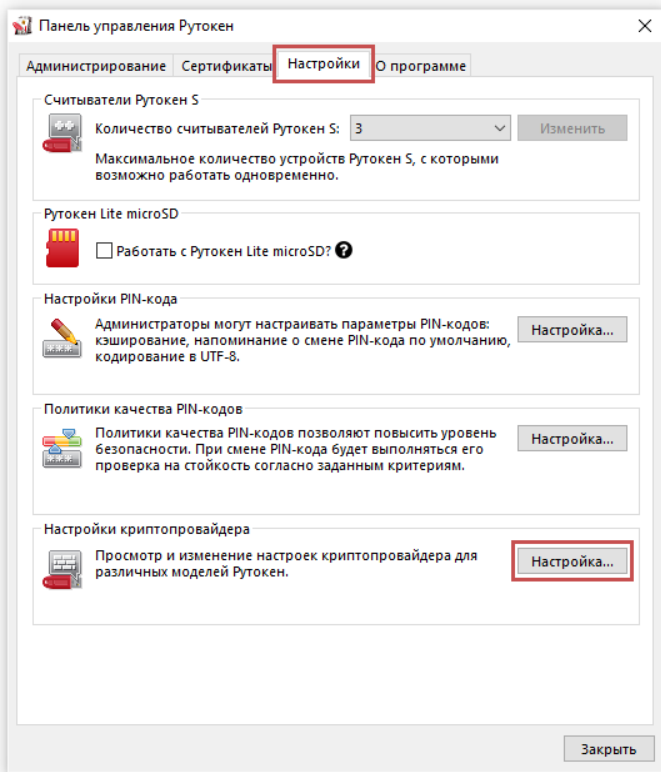 Панель управления Рутокен
Администрирование Сертификаты Настройки О программе
Считыватели Рутокен S
Количество считывателей Рутокен S: 3 Изменить
Максимальное количество устройств Рутокен S, с которыми
возможно работать одновременно.
Рутокен Lite microSD
Работать с Рутокен Lite microSD? ?
Настройки PIN-кода
Администраторы могут настраивать параметры PIN-кодов:
кэширование, напоминание о смене PIN-кода по умолчанию,
кодирование в UTF-8.
Настройка...
Политики качества PIN-кодов
Политики качества PIN-кодов позволяют повысить уровень
безопасности. При смене PIN-кода будет выполняться его
проверка на стойкость согласно заданным критериям.
Настройка...
Настройки криптопровайдера
Просмотр и изменение настроек криптопровайдера для
различных моделей Рутокен.
Настройка...
Закрыть